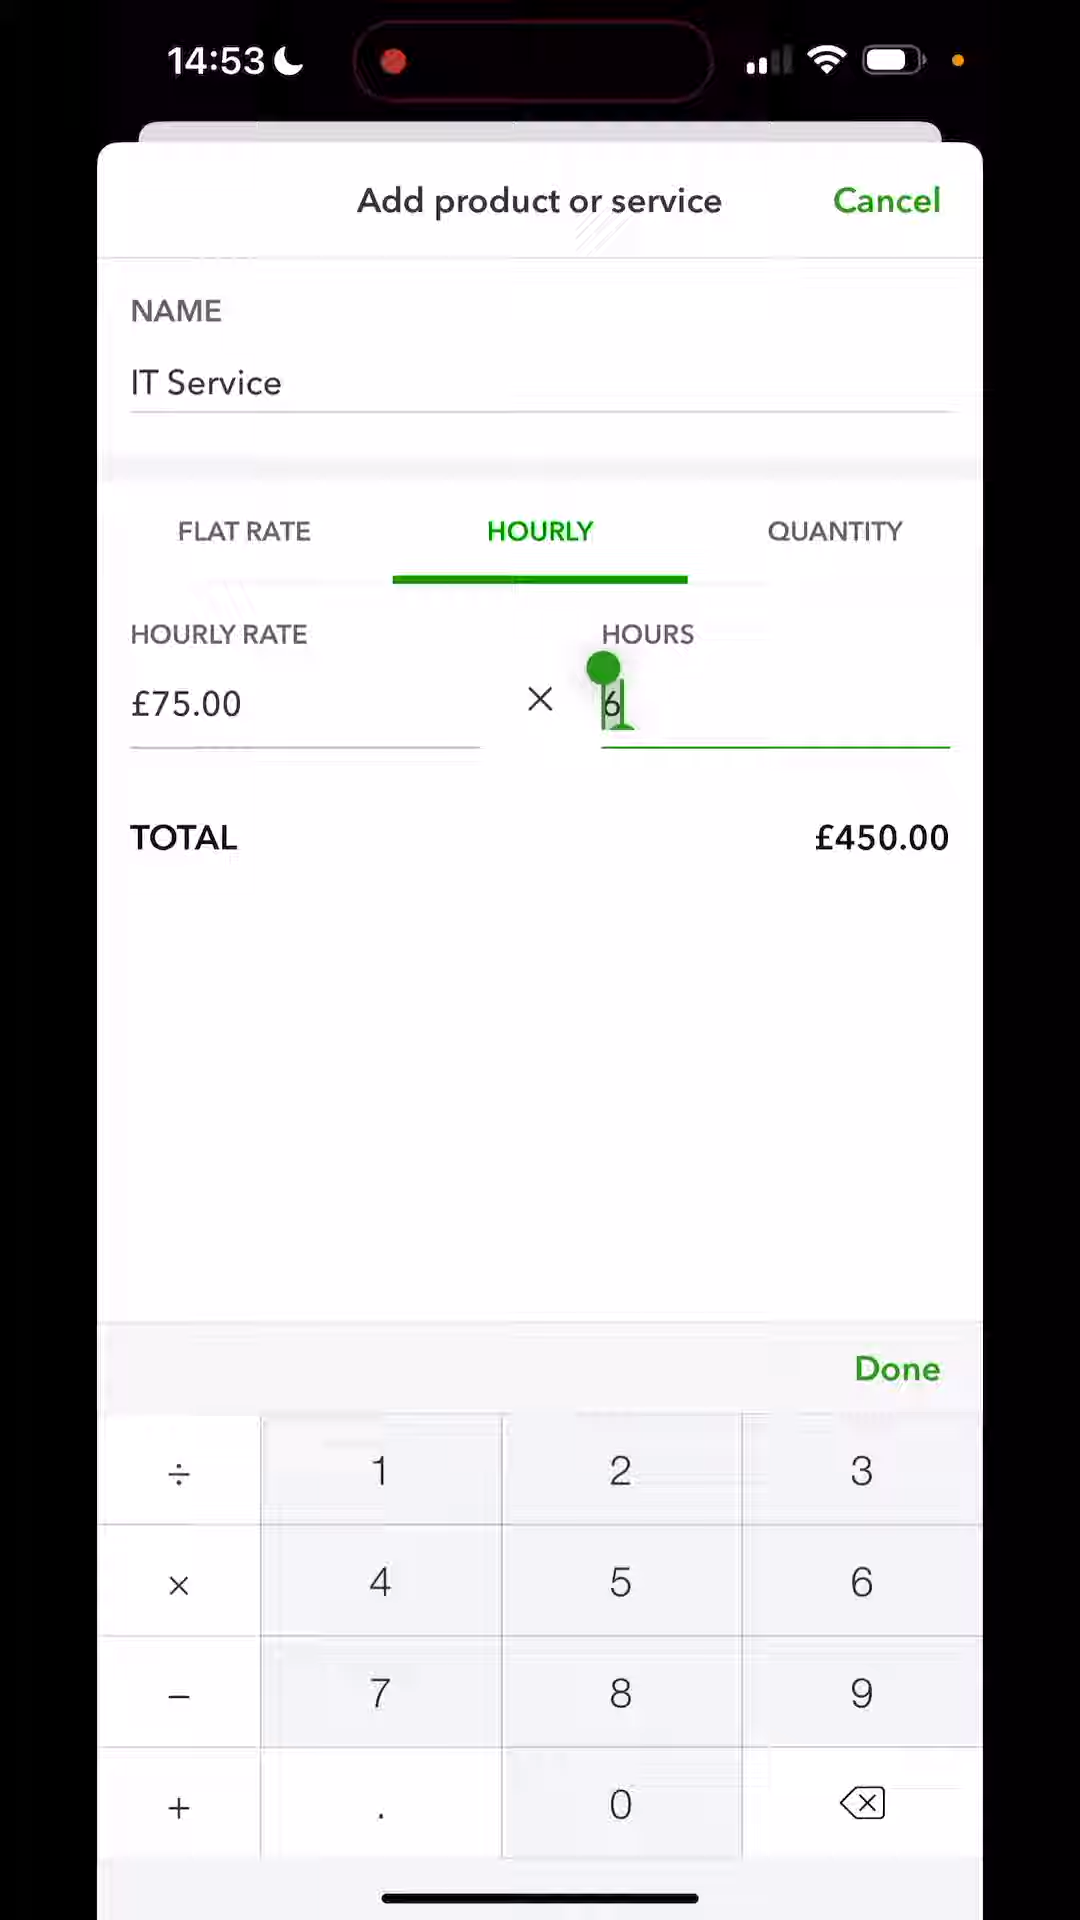 14:53
Add product or service Cancel
NAME
IT Service
FLAT RATE HOURLY QUANTITY
HOURLY RATE HOURS
£75.00 × 6
TOTAL £450.00
Done
÷ 1 2 3
× 4 5 6
− 7 8 9
+ . 0